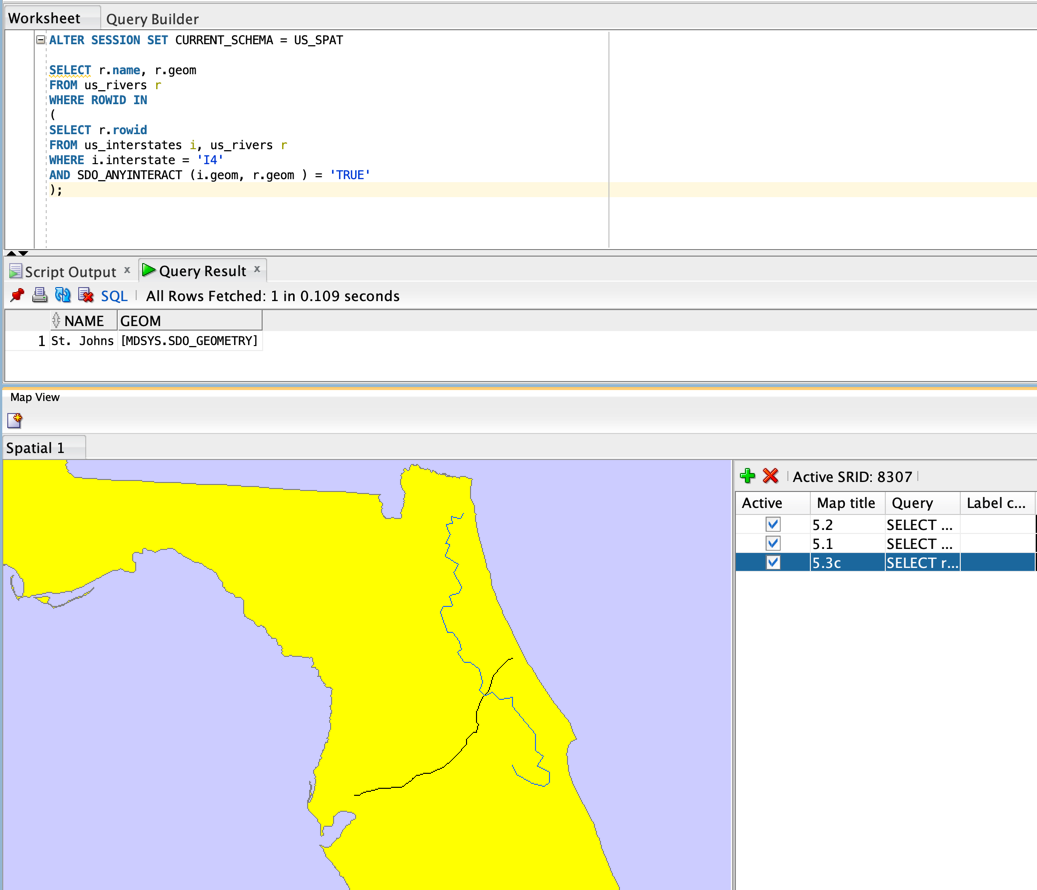 Worksheet Query Builder
ALTER SESSION SET CURRENT_SCHEMA = US_SPAT
SELECT r.name, r.geom
FROM us_rivers r
WHERE ROWID IN
(
SELECT r.rowid
FROM us_interstates i, us_rivers r
WHERE i.interstate = 'I4'
AND SDO_ANYINTERACT (i.geom, r.geom ) = 'TRUE'
);
Script Output x Query Result x
SQL All Rows Fetched: 1 in 0.109 seconds
NAME GEOM
1 St. Johns [MDSYS.SDO_GEOMETRY]
Map View
Spatial 1
Active SRID: 8307
Active Map title Query Label c...
5.2 SELECT ...
5.1 SELECT ...
5.3c SELECT r...